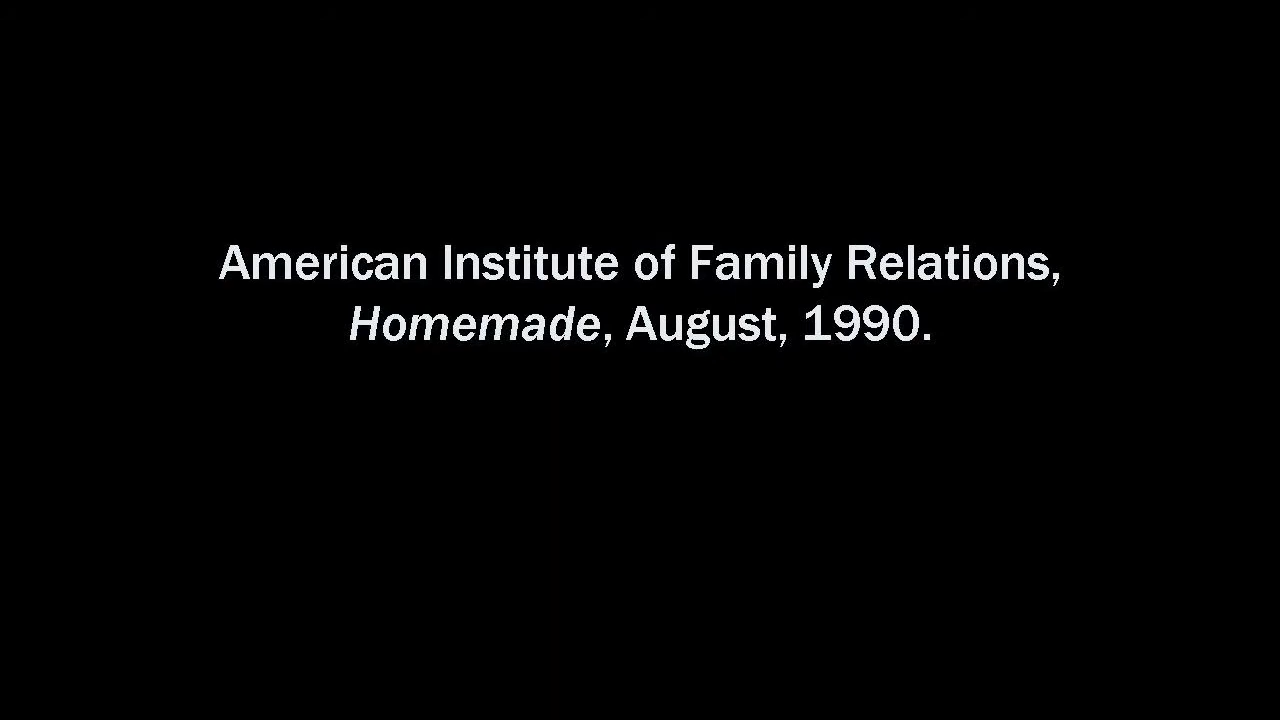 American Institute of Family Relations,
Homemade, August, 1990.